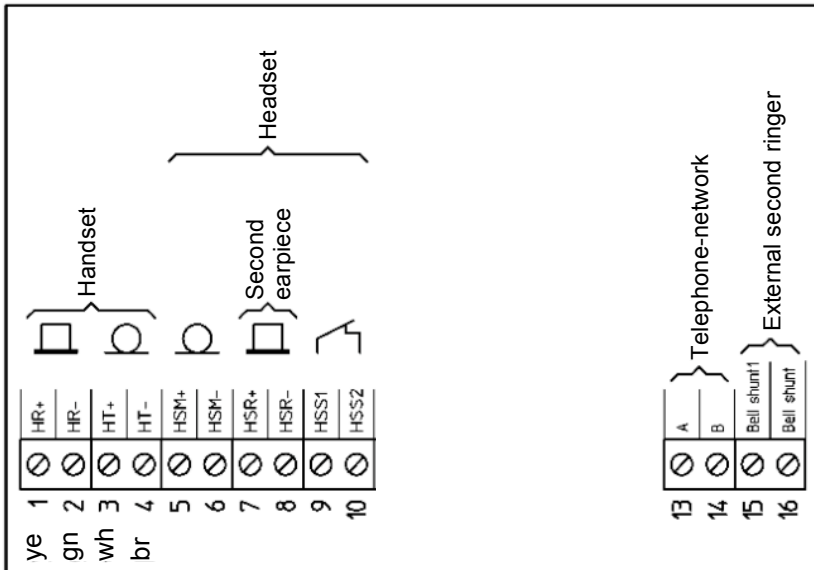 Headset
Handset
Second
earpiece
HR+
HR-
HT+
HT-
HSM+
HSM-
HSR+
HSR-
HSS1
HSS2
1
2
3
4
5
6
7
8
9
10
ye
gn
wh
br
Telephone-network
External second ringer
A
B
Bell shunt1
Bell shunt
13
14
15
16